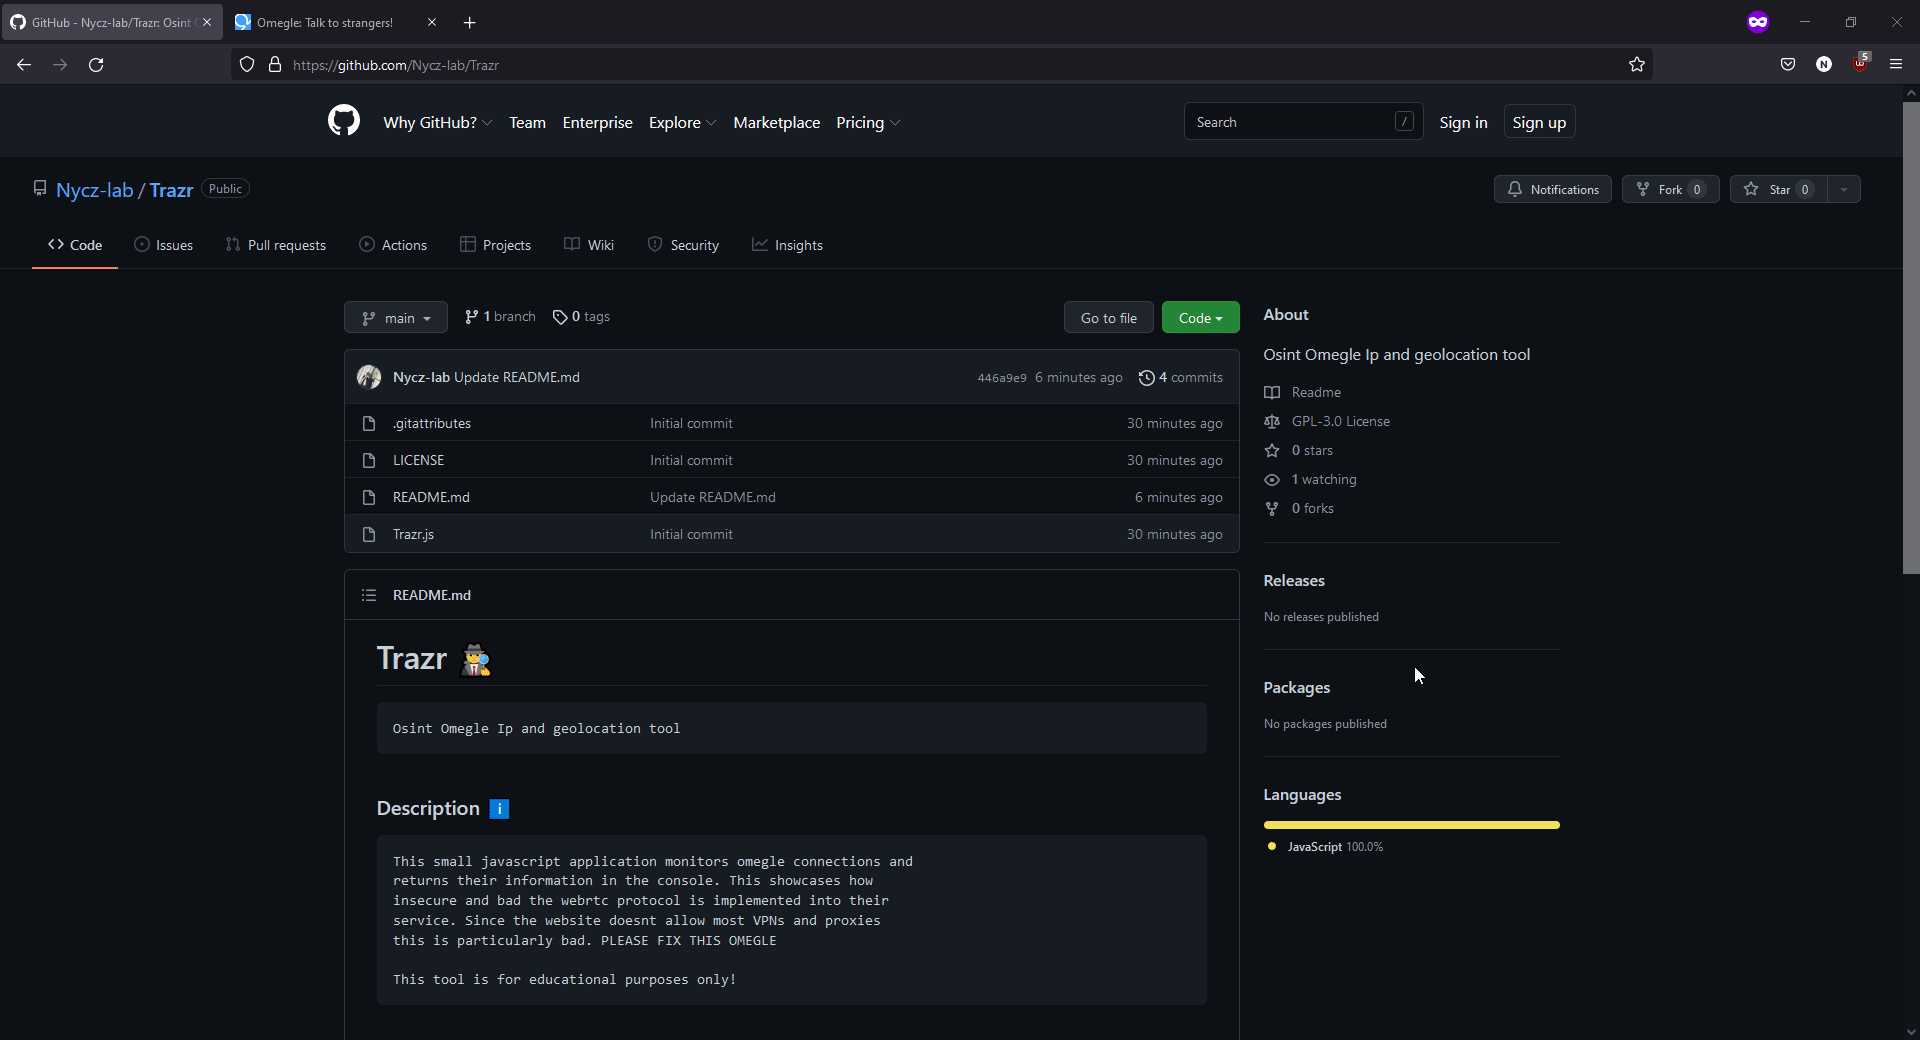 GitHub - Nycz-lab/Trazr: Osint
Omegle: Talk to strangers!
https://github.com/Nycz-lab/Trazr
N
5
Why GitHub? Team Enterprise Explore Marketplace Pricing
Search /
Sign in Sign up
Nycz-lab / Trazr Public
Notifications Fork 0 Star 0
Code Issues Pull requests Actions Projects Wiki Security Insights
main 1 branch 0 tags Go to file Code
Nycz-lab Update README.md 446a9e9 6 minutes ago 4 commits
.gitattributes Initial commit 30 minutes ago
LICENSE Initial commit 30 minutes ago
README.md Update README.md 6 minutes ago
Trazr.js Initial commit 30 minutes ago
README.md
Trazr
Osint Omegle Ip and geolocation tool
Description i
This small javascript application monitors omegle connections and
returns their information in the console. This showcases how
insecure and bad the webrtc protocol is implemented into their
service. Since the website doesnt allow most VPNs and proxies
this is particularly bad. PLEASE FIX THIS OMEGLE
This tool is for educational purposes only!
About
Osint Omegle Ip and geolocation tool
Readme
GPL-3.0 License
0 stars
1 watching
0 forks
Releases
No releases published
Packages
No packages published
Languages
JavaScript 100.0%